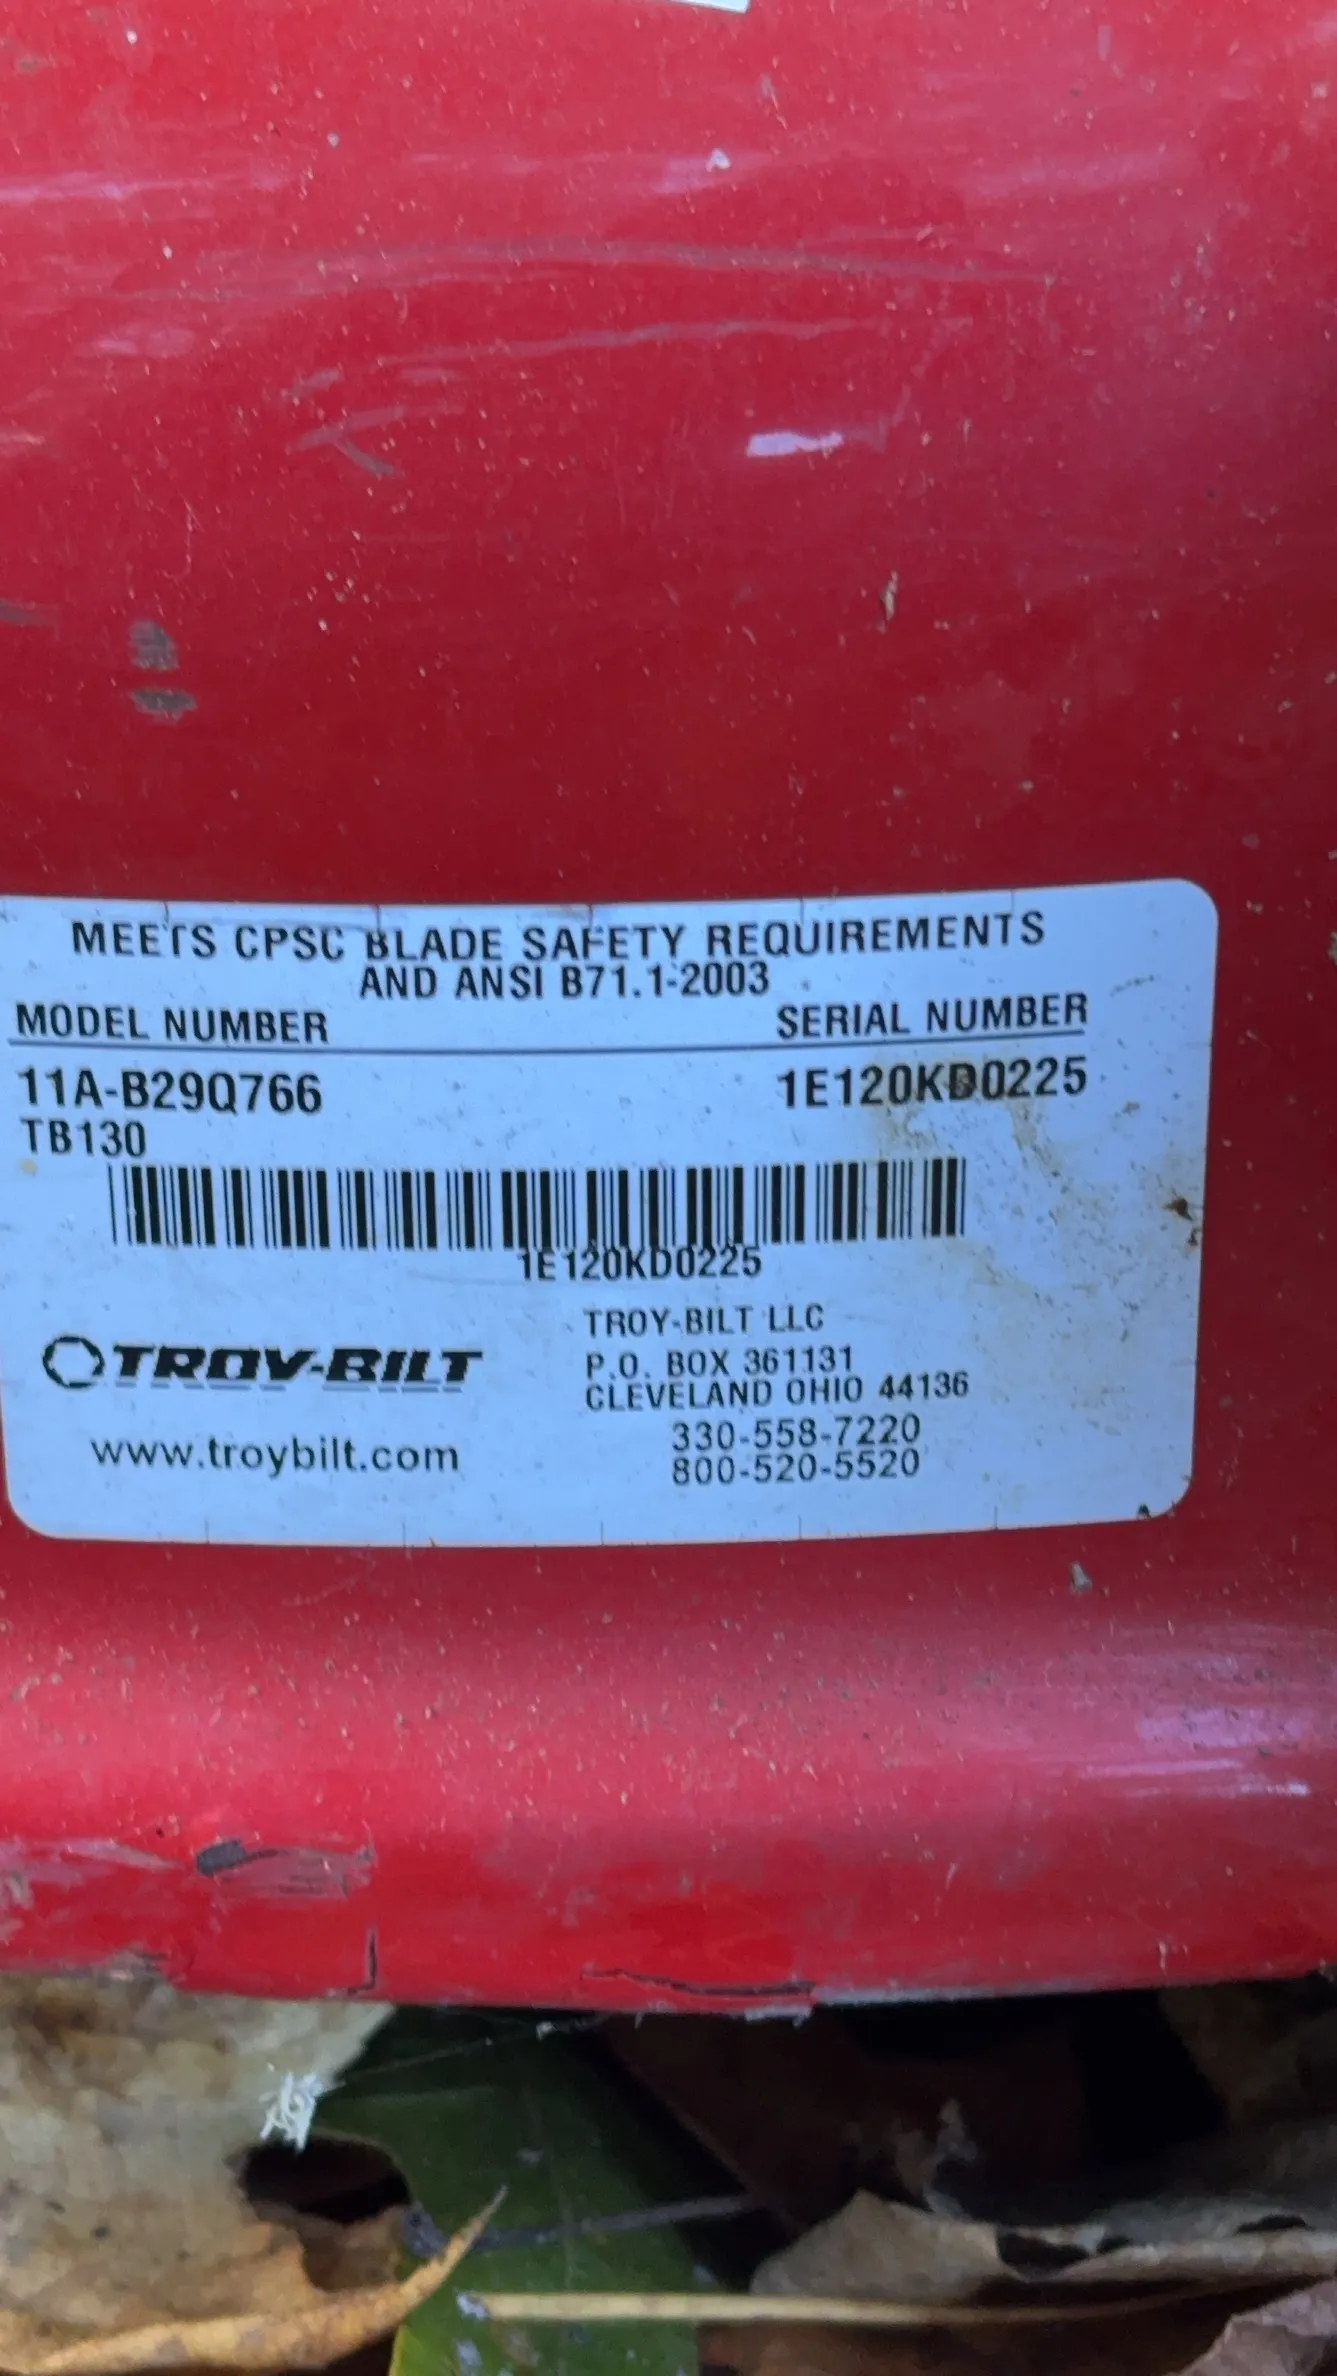 MEETS CPSC BLADE SAFETY REQUIREMENTS
AND ANSI B71.1-2003
MODEL NUMBER SERIAL NUMBER
11A-B29Q766 1E120KD0225
TB130
1E120KD0225
TROY-BILT
www.troybilt.com
TROY-BILT LLC
P.O. BOX 361131
CLEVELAND OHIO 44136
330-558-7220
800-520-5520